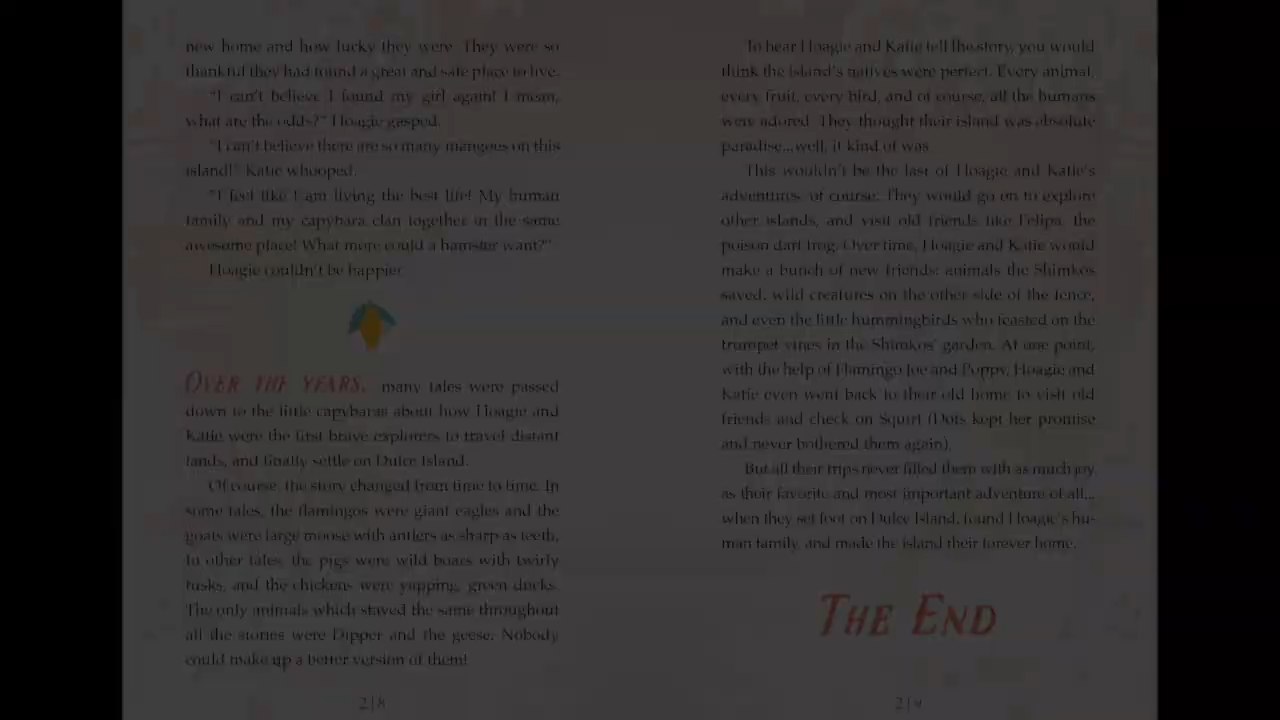 new home and how lucky they were. They were so
thankful they had found a great and safe place to live.
"I can't believe I found my girl again! I mean,
what are the odds?" Hoagie gasped.
"I can't believe there are so many mangoes on this
island!" Katie whooped.
"I feel like I am living the best life! My human
family and my capybara clan together in the same
awesome place! What more could a hamster want?"
Hoagie couldn't be happier.
OVER THE YEARS, many tales were passed
down to the little capybaras about how Hoagie and
Katie were the first brave explorers to travel distant
lands, and finally settle on Dulce Island.
Of course, the story changed from time to time. In
some tales, the flamingos were giant eagles and the
goats were large moose with antlers as sharp as teeth.
In other tales, the pigs were wild boars with twirly
tusks, and the chickens were yapping, green ducks.
The only animals which stayed the same throughout
all the stories were Dipper and the geese. Nobody
could make up a better version of them!
218
To hear Hoagie and Katie tell the story, you would
think the island's natives were perfect. Every animal,
every fruit, every bird, and of course, all the humans
were adored. They thought their island was absolute
paradise...well, it kind of was.
This wouldn't be the last of Hoagie and Katie's
adventures, of course. They would go on to explore
other islands, and visit old friends like Felipa, the
poison dart frog. Over time, Hoagie and Katie would
make a bunch of new friends: animals the Shimkos
saved, wild creatures on the other side of the fence,
and even the little hummingbirds who feasted on the
trumpet vines in the Shimkos' garden. At one point,
with the help of Flamingo Joe and Poppy, Hoagie and
Katie even went back to their old home to visit old
friends and check on Squirt (Dots kept her promise
and never bothered them again).
But all their trips never filled them with as much joy
as their favorite and most important adventure of all...
when they set foot on Dulce Island, found Hoagie's hu-
man family, and made the island their forever home.
THE END
219